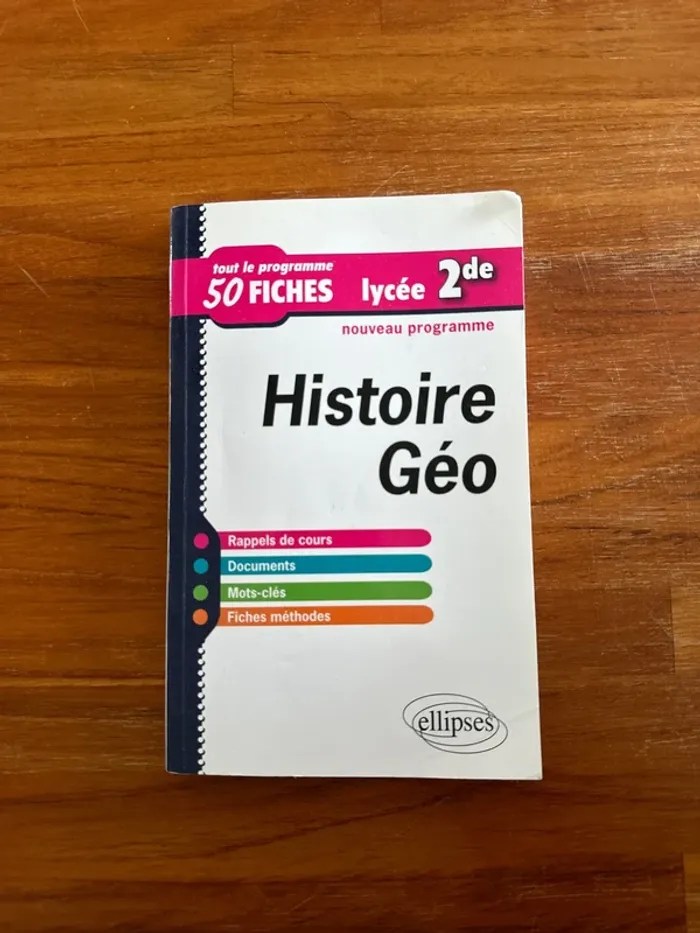 tout le programme
50 FICHES lycée 2de
nouveau programme
Histoire
Géo
Rappels de cours
Documents
Mots-clés
Fiches méthodes
ellipses